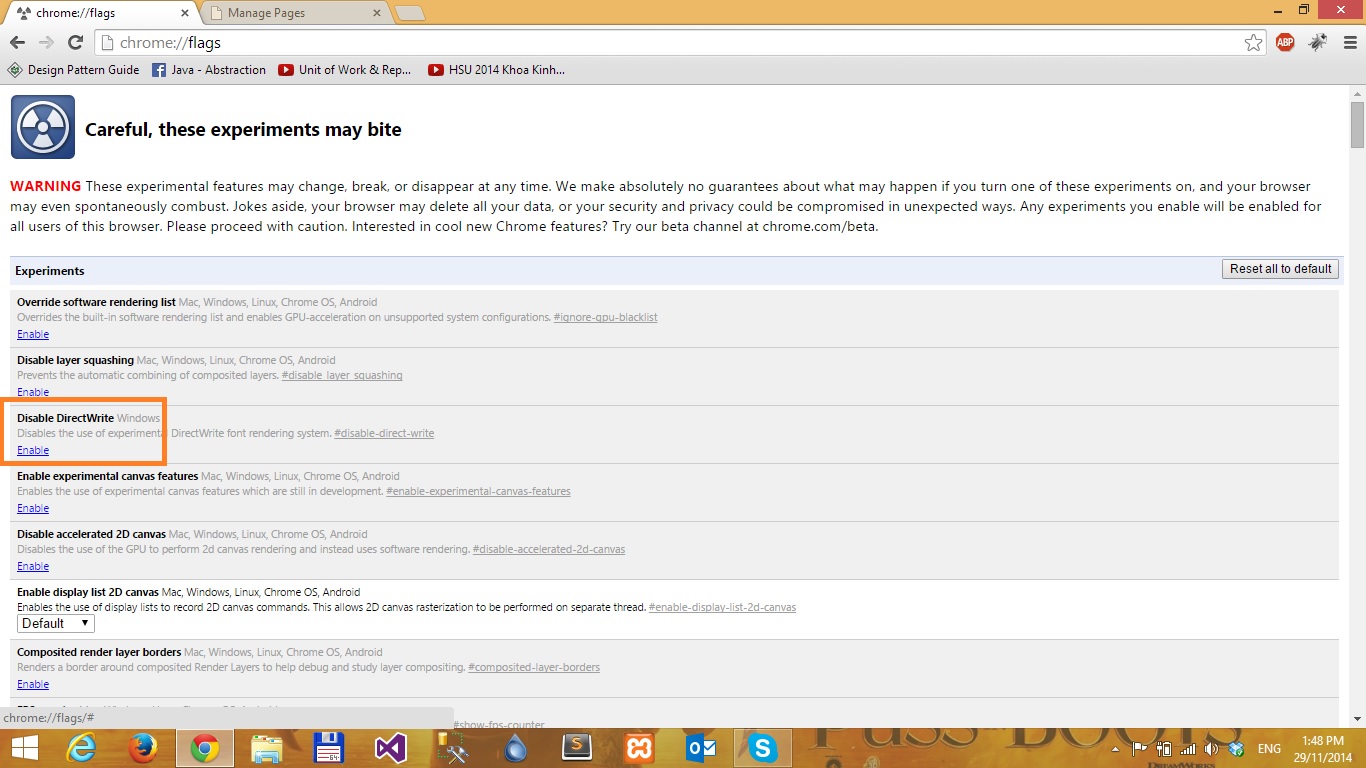 chrome://flags
Manage Pages
chrome://flags
ABP
Design Pattern Guide
Java - Abstraction
Unit of Work & Rep...
HSU 2014 Khoa Kinh...
Careful, these experiments may bite
WARNING These experimental features may change, break, or disappear at any time. We make absolutely no guarantees about what may happen if you turn one of these experiments on, and your browser
may even spontaneously combust. Jokes aside, your browser may delete all your data, or your security and privacy could be compromised in unexpected ways. Any experiments you enable will be enabled for
all users of this browser. Please proceed with caution. Interested in cool new Chrome features? Try our beta channel at chrome.com/beta.
Experiments
Reset all to default
Override software rendering list Mac, Windows, Linux, Chrome OS, Android
Overrides the built-in software rendering list and enables GPU-acceleration on unsupported system configurations. #ignore-gpu-blacklist
Enable
Disable layer squashing Mac, Windows, Linux, Chrome OS, Android
Prevents the automatic combining of composited layers. #disable_layer_squashing
Enable
Disable DirectWrite Windows
Disables the use of experimental DirectWrite font rendering system. #disable-direct-write
Enable
Enable experimental canvas features Mac, Windows, Linux, Chrome OS, Android
Enables the use of experimental canvas features which are still in development. #enable-experimental-canvas-features
Enable
Disable accelerated 2D canvas Mac, Windows, Linux, Chrome OS, Android
Disables the use of the GPU to perform 2d canvas rendering and instead uses software rendering. #disable-accelerated-2d-canvas
Enable
Enable display list 2D canvas Mac, Windows, Linux, Chrome OS, Android
Enables the use of display lists to record 2D canvas commands. This allows 2D canvas rasterization to be performed on separate thread. #enable-display-list-2d-canvas
Default
Composited render layer borders Mac, Windows, Linux, Chrome OS, Android
Renders a border around composited Render Layers to help debug and study layer compositing. #composited-layer-borders
Enable
chrome://flags/#
#show-fps-counter
ENG
1:48 PM
29/11/2014